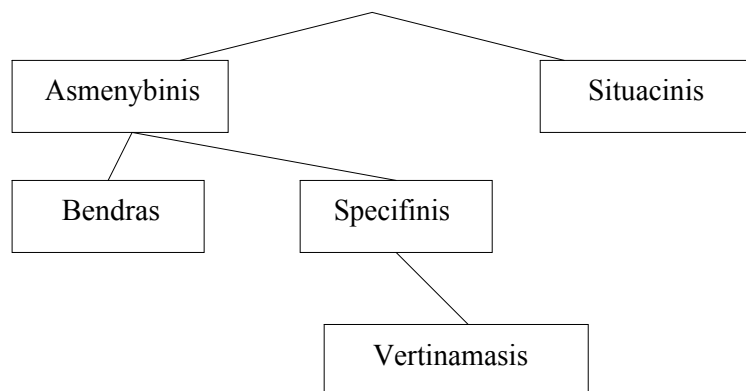 Asmenybinis
Situacinis
Bendras
Specifinis
Vertinamasis